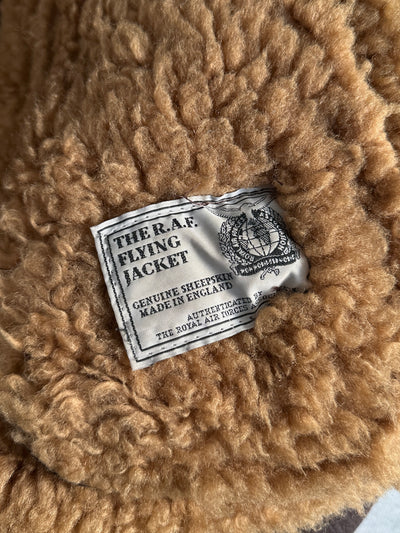 THE R.A.F.
FLYING
JACKET
GENUINE SHEEPSKIN
MADE IN ENGLAND
AUTHENTICATED
THE ROYAL AIR FORCES